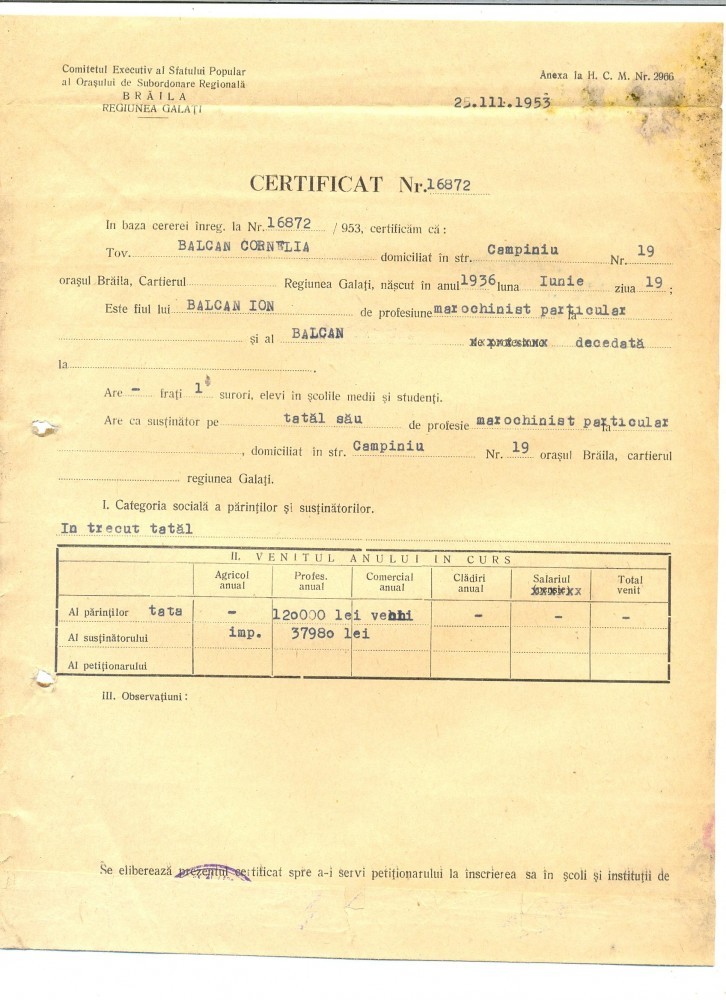 Comitetul Executiv al Sfatului Popular
al Orașului de Subordonare Regională
BRĂILA
REGIUNEA GALAȚI
Anexa la H. C. M. Nr. 2966
25.III.1953
CERTIFICAT Nr. 16872
In baza cererei înreg. la Nr. 16872 / 953, certificăm că :
Tov. BALCAN CORNELIA domiciliat in str. Campiniu Nr. 19
orașul Brăila, Cartierul Regiunea Galați, născut în anul 1936 luna Iunie ziua 19 ;
Este fiul lui BALCAN ION de profesiune marochinist particular
și al BALCAN decedată
la .
Are - frați 1 surori, elevi in școlile medii și studenți.
Are ca susținător pe tatăl său de profesie marochinist particular
, domiciliat in str. Campiniu Nr. 19 orașul Brăila, cartierul
regiunea Galați.
I. Categoria socială a părinților și susținătorilor.
In trecut tatăl
II. VENITUL ANULUI IN CURS
Agricol anual Profes. anual Comercial anual Clădiri anual Salariul Total venit
Al părinților tata - 120000 lei vechi - - -
Al susținătorului imp. 37980 lei
Al petiționarului
III. Observațiuni :
Se eliberează prezentul certificat spre a-i servi petiționarului la inscrierea sa in școli și instituții de